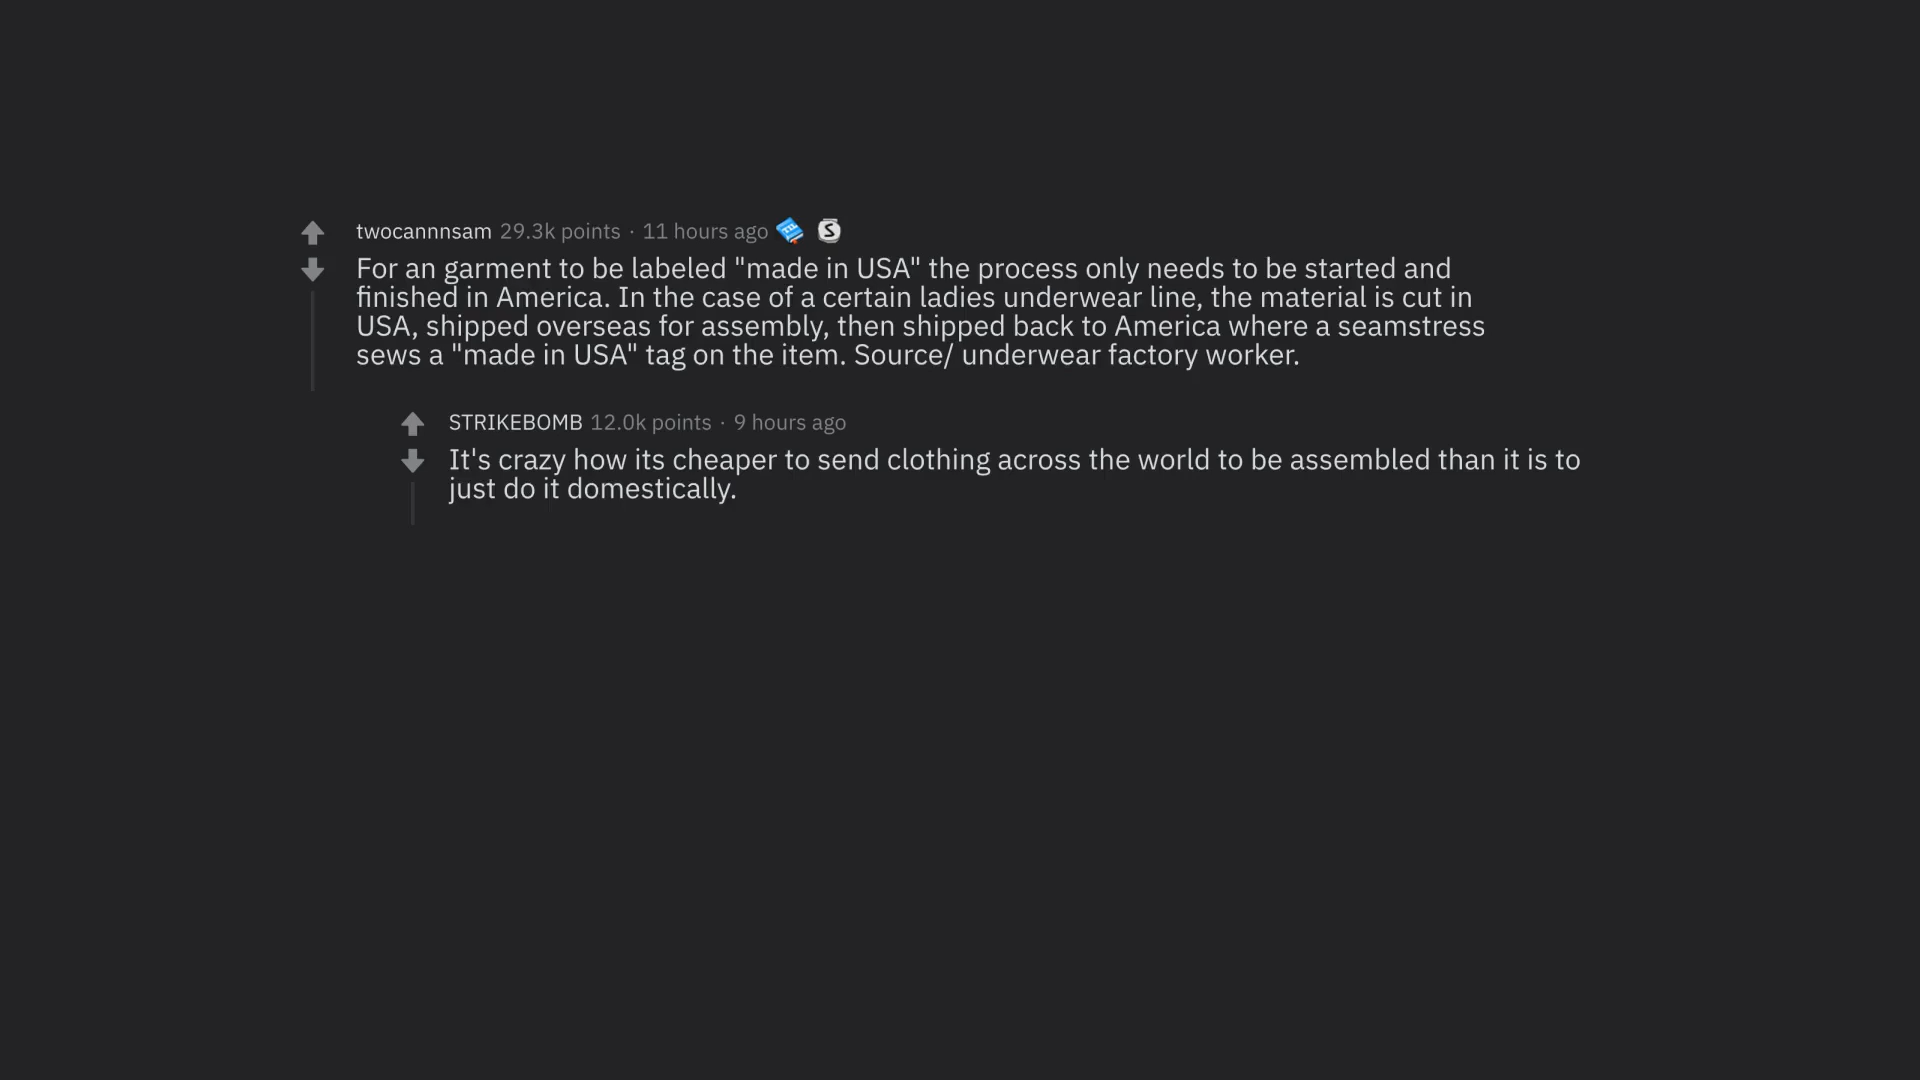 twocannnsam 29.3k points · 11 hours ago
For an garment to be labeled "made in USA" the process only needs to be started and
finished in America. In the case of a certain ladies underwear line, the material is cut in
USA, shipped overseas for assembly, then shipped back to America where a seamstress
sews a "made in USA" tag on the item. Source/ underwear factory worker.
STRIKEBOMB 12.0k points · 9 hours ago
It's crazy how its cheaper to send clothing across the world to be assembled than it is to
just do it domestically.